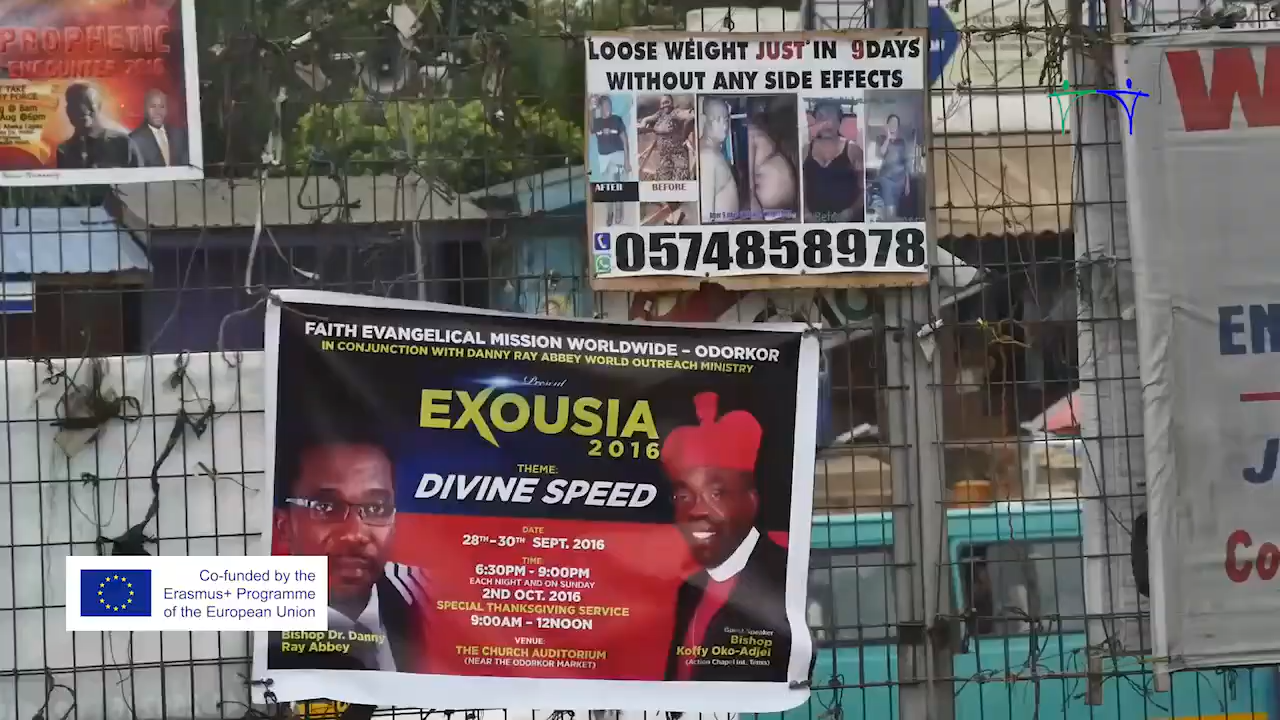 PROPHETIC
ENCOUNTER 2016
LOOSE WEIGHT JUST IN 9DAYS
WITHOUT ANY SIDE EFFECTS
AFTER
BEFORE
0574858978
FAITH EVANGELICAL MISSION WORLDWIDE – ODORKOR
IN CONJUNCTION WITH DANNY RAY ABBEY WORLD OUTREACH MINISTRY
Present
EXOUSIA
2016
THEME:
DIVINE SPEED
DATE
28TH-30TH SEPT. 2016
TIME:
6:30PM - 9:00PM
EACH NIGHT AND ON SUNDAY
2ND OCT. 2016
SPECIAL THANKSGIVING SERVICE
9:00AM – 12NOON
VENUE:
THE CHURCH AUDITORIUM
(NEAR THE ODORKOR MARKET)
Bishop Dr. Danny
Ray Abbey
Guest Speaker
Bishop
Koffy Oko-Adjei
(Action Chapel Int. Tema)
W
EN
J
Co
Co-funded by the
Erasmus+ Programme
of the European Union